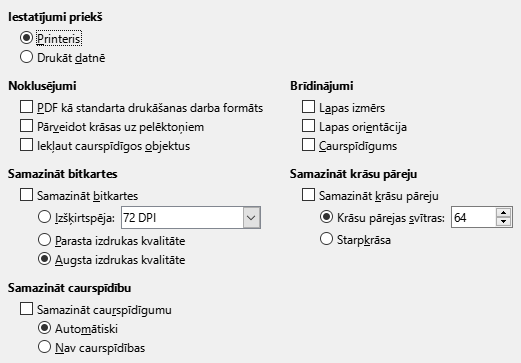 Iestatījumi priekš
Printeris
Drukāt datnē
Noklusējumi
PDF kā standarta drukāšanas darba formāts
Pārveidot krāsas uz pelēktoņiem
Iekļaut caurspīdīgos objektus
Brīdinājumi
Lapas izmērs
Lapas orientācija
Caurspīdīgums
Samazināt bitkartes
Samazināt bitkartes
Izšķirtspēja: 72 DPI
Parasta izdrukas kvalitāte
Augsta izdrukas kvalitāte
Samazināt krāsu pāreju
Samazināt krāsu pāreju
Krāsu pārejas svītras: 64
Starpkrāsa
Samazināt caurspīdību
Samazināt caurspīdīgumu
Automātiski
Nav caurspīdības